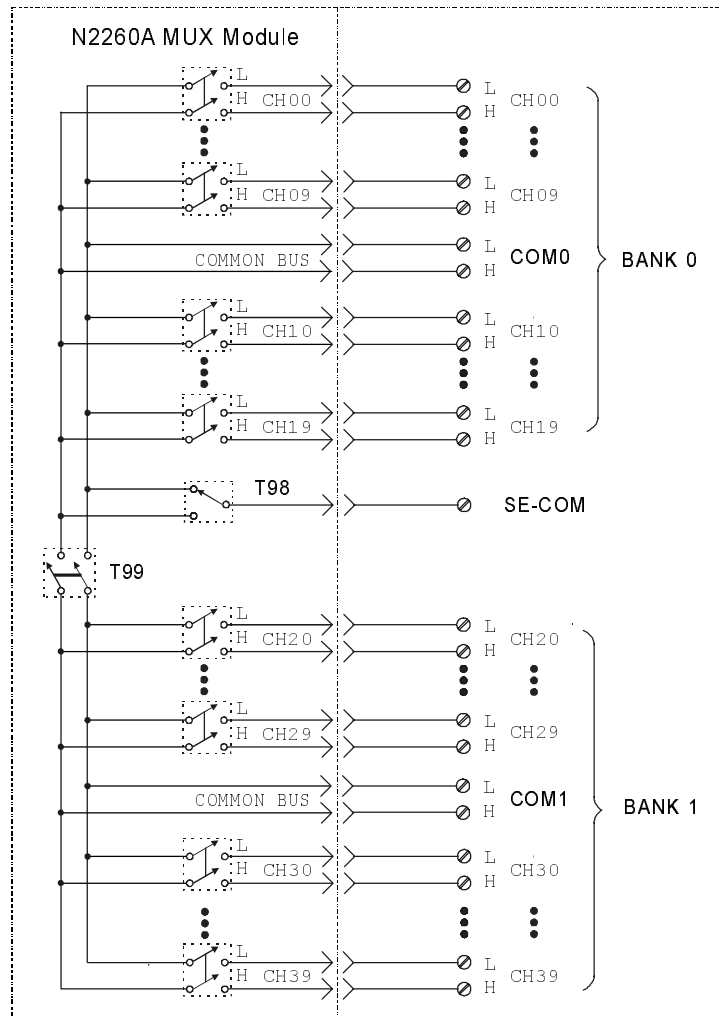 N2260A MUX Module
L L
H CH00 H CH00
L L
H CH09 H CH09
L
COMMON BUS H COM0 BANK 0
L L
H CH10 H CH10
L L
H CH19 H CH19
T98 SE-COM
T99
L L
H CH20 H CH20
L L
H CH29 H CH29
L
COMMON BUS H COM1 BANK 1
L L
H CH30 H CH30
L L
H CH39 H CH39